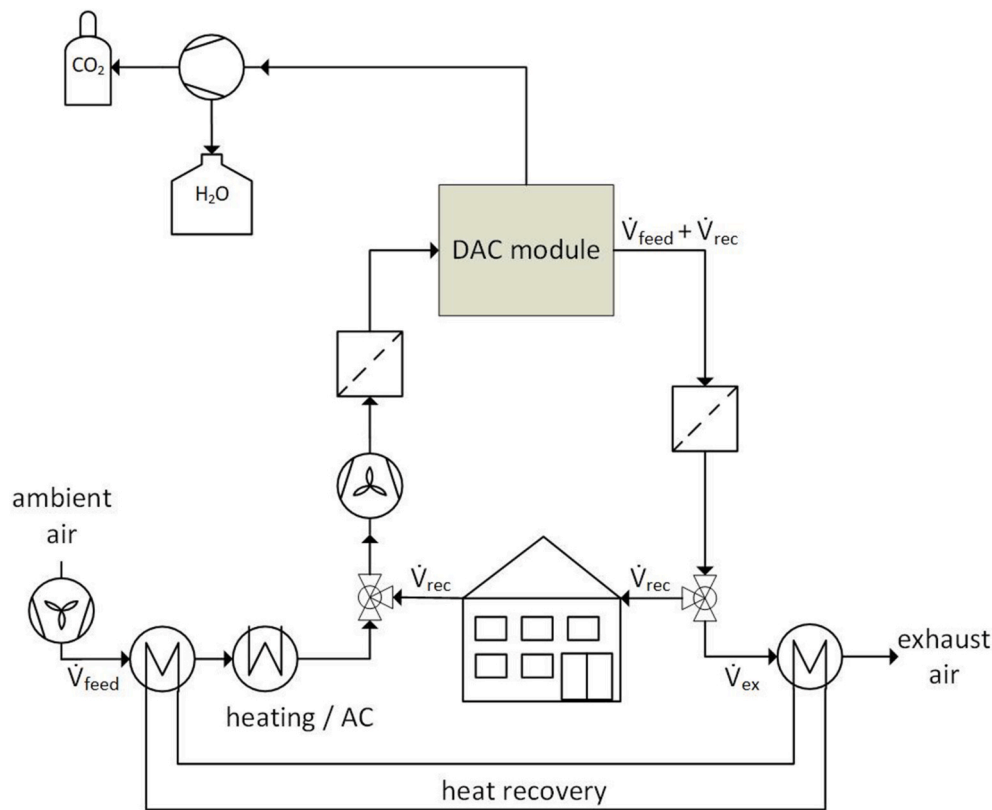 CO₂
H₂O
DAC module
V̇feed + V̇rec
ambient
air
V̇rec
V̇rec
V̇feed
heating / AC
V̇ex
exhaust
air
heat recovery